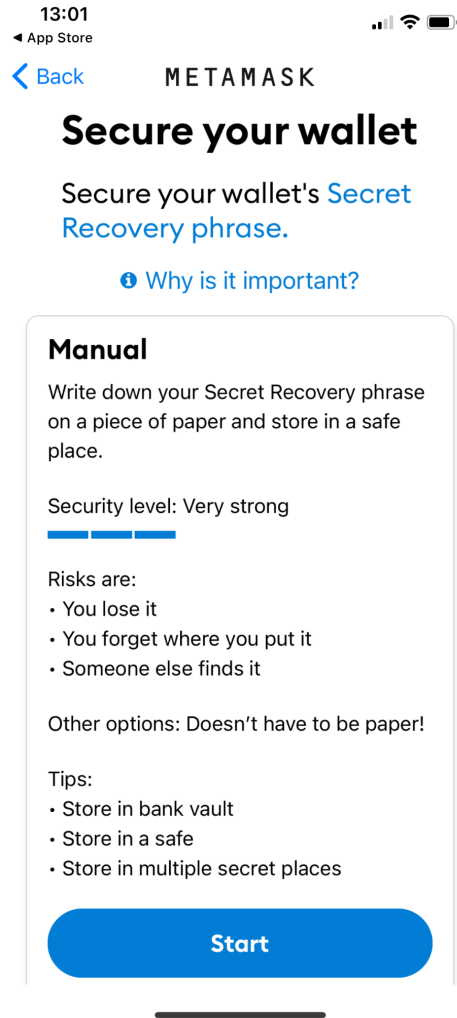 13:01
◀ App Store
Back
METAMASK
Secure your wallet
Secure your wallet's Secret
Recovery phrase.
Why is it important?
Manual
Write down your Secret Recovery phrase
on a piece of paper and store in a safe
place.
Security level: Very strong
Risks are:
• You lose it
• You forget where you put it
• Someone else finds it
Other options: Doesn’t have to be paper!
Tips:
• Store in bank vault
• Store in a safe
• Store in multiple secret places
Start